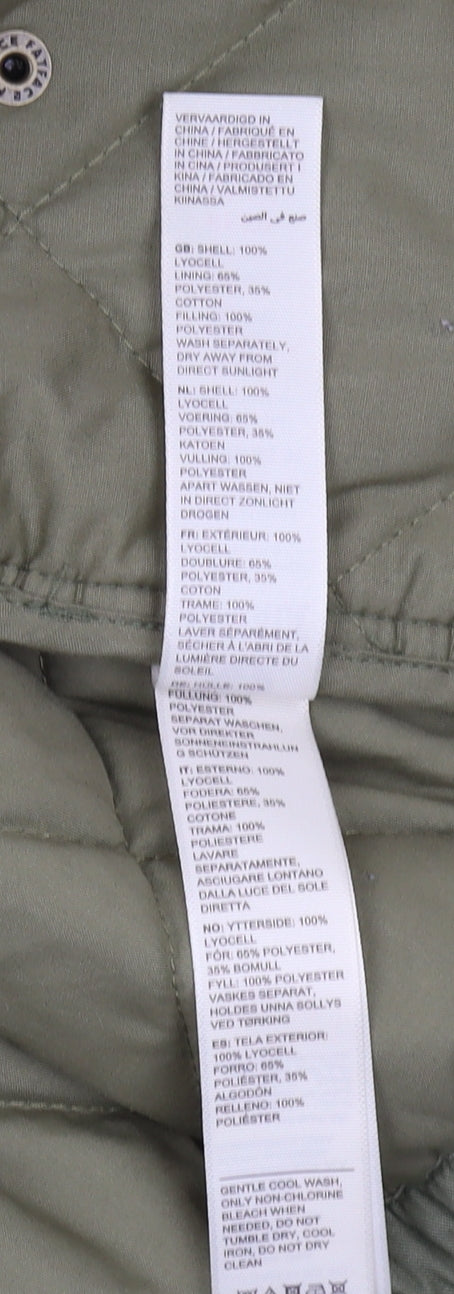 CE FATFACE F
VERVAARDIGD IN
CHINA / FABRIQUÉ EN
CHINE / HERGESTELLT
IN CHINA / FABBRICATO
IN CINA / PRODUSERT I
KINA / FABRICADO EN
CHINA / VALMISTETTU
KIINASSA
صنع في الصين
GB: SHELL: 100%
LYOCELL
LINING: 65%
POLYESTER, 35%
COTTON
FILLING: 100%
POLYESTER
WASH SEPARATELY,
DRY AWAY FROM
DIRECT SUNLIGHT
NL: SHELL: 100%
LYOCELL
VOERING: 65%
POLYESTER, 35%
KATOEN
VULLING: 100%
POLYESTER
APART WASSEN, NIET
IN DIRECT ZONLICHT
DROGEN
FR: EXTÉRIEUR: 100%
LYOCELL
DOUBLURE: 65%
POLYESTER, 35%
COTON
TRAME: 100%
POLYESTER
LAVER SÉPARÉMENT,
SÉCHER À L'ABRI DE LA
LUMIÈRE DIRECTE DU
SOLEIL
DE: HÜLLE: 100%
FÜLLUNG: 100%
POLYESTER
SEPARAT WASCHEN,
VOR DIREKTER
SONNENEINSTRAHLUN
G SCHÜTZEN
IT: ESTERNO: 100%
LYOCELL
FODERA: 65%
POLIESTERE, 35%
COTONE
TRAMA: 100%
POLIESTERE
LAVARE
SEPARATAMENTE,
ASCIUGARE LONTANO
DALLA LUCE DEL SOLE
DIRETTA
NO: YTTERSIDE: 100%
LYOCELL
FÔR: 65% POLYESTER,
35% BOMULL
FYLL: 100% POLYESTER
VASKES SEPARAT,
HOLDES UNNA SOLLYS
VED TØRKING
ES: TELA EXTERIOR:
100% LYOCELL
FORRO: 65%
POLIÉSTER, 35%
ALGODÓN
RELLENO: 100%
POLIÉSTER
GENTLE COOL WASH,
ONLY NON-CHLORINE
BLEACH WHEN
NEEDED, DO NOT
TUMBLE DRY, COOL
IRON, DO NOT DRY
CLEAN